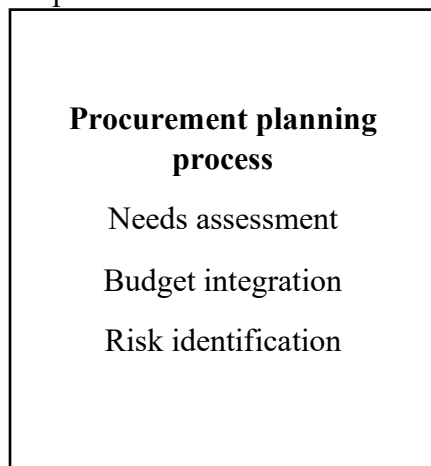 Procurement planning
process
Needs assessment
Budget integration
Risk identification